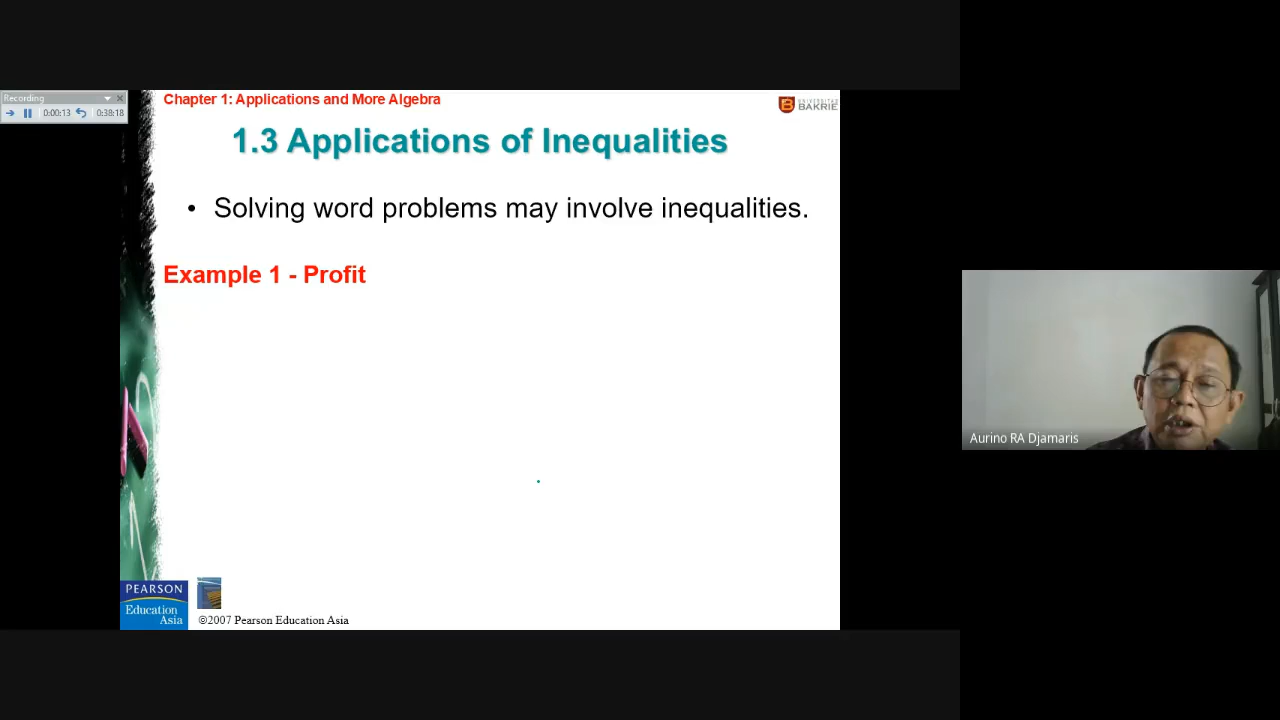 Recording
0:00:13 0:38:18
Chapter 1: Applications and More Algebra
UNIVERSITAS
BAKRIE
1.3 Applications of Inequalities
• Solving word problems may involve inequalities.
Example 1 - Profit
Aurino RA Djamaris
PEARSON
Education
Asia
©2007 Pearson Education Asia